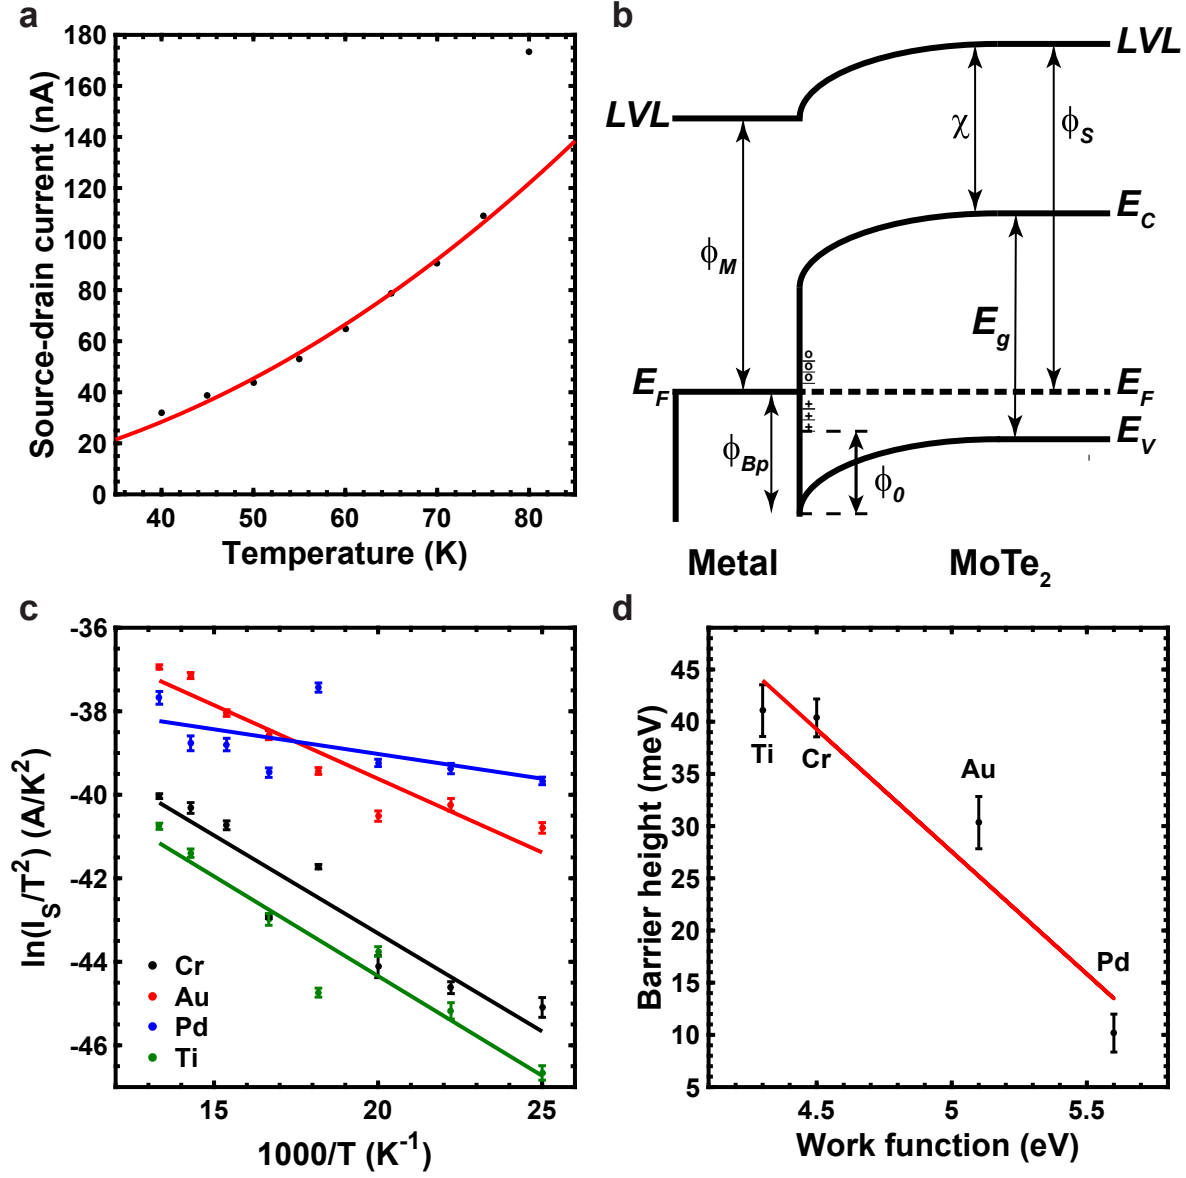 a
180
160
140
120
100
80
60
40
20
0
Source-drain current (nA)
40 50 60 70 80
Temperature (K)
b
LVL
LVL
χ
ϕS
EC
ϕM
Eg
EF
EF
EV
ϕBp
ϕ0
Metal
MoTe2
c
-36
-38
-40
-42
-44
-46
ln(IS/T2) (A/K2)
Cr
Au
Pd
Ti
15 20 25
1000/T (K-1)
d
45
40
35
30
25
20
15
10
5
Barrier height (meV)
Ti
Cr
Au
Pd
4.5 5 5.5
Work function (eV)